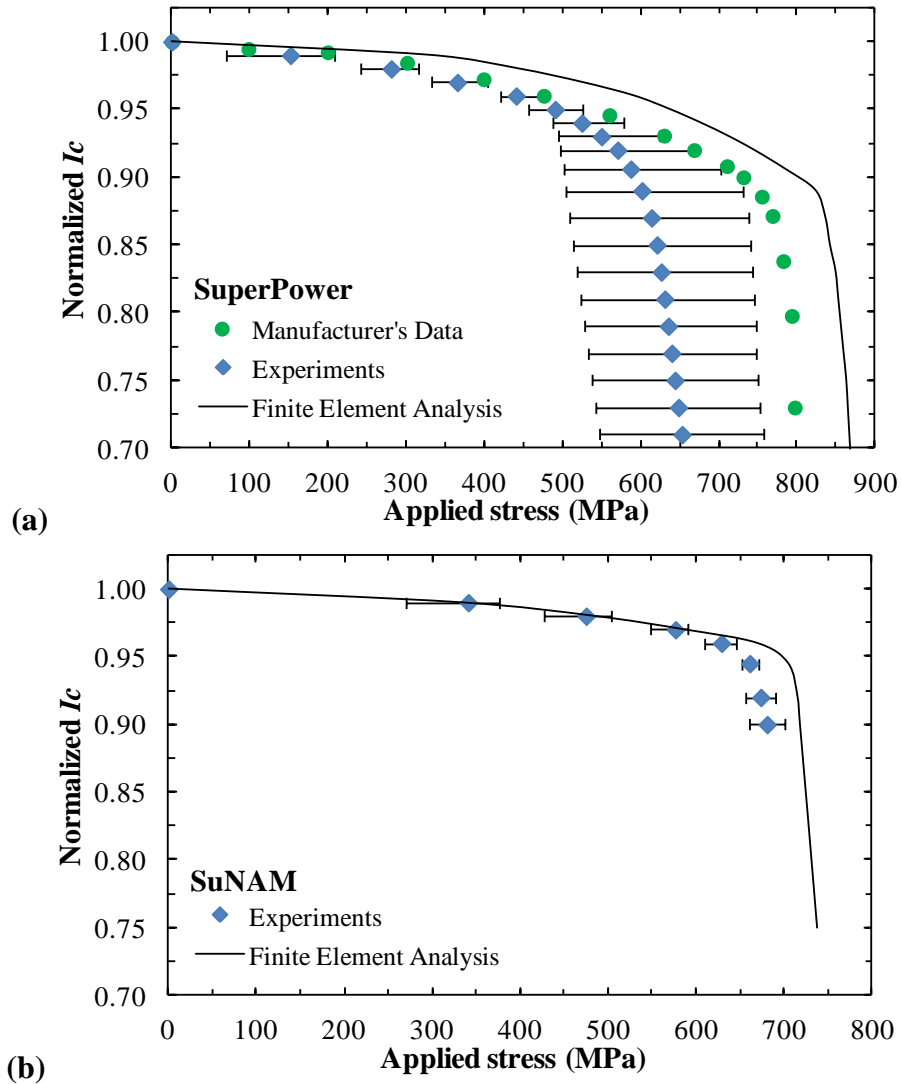 1.00
0.95
0.90
0.85
0.80
0.75
0.70
Normalized Ic
SuperPower
Manufacturer's Data
Experiments
Finite Element Analysis
0 100 200 300 400 500 600 700 800 900
Applied stress (MPa)
(a)
1.00
0.95
0.90
0.85
0.80
0.75
0.70
Normalized Ic
SuNAM
Experiments
Finite Element Analysis
0 100 200 300 400 500 600 700 800
Applied stress (MPa)
(b)